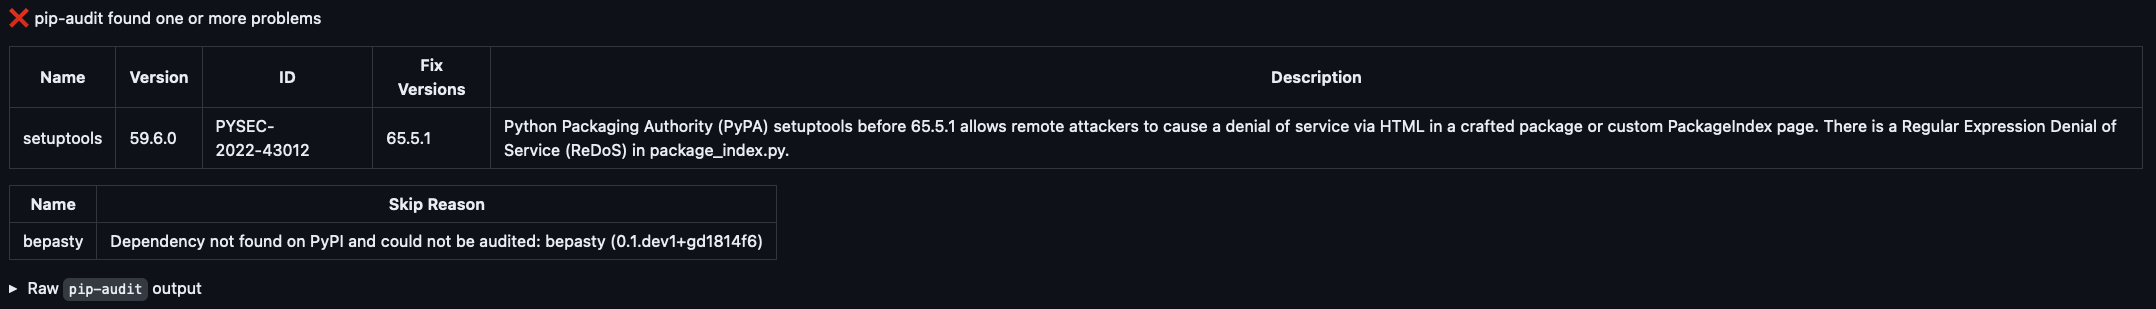 ❌ pip-audit found one or more problems
Name Version ID Fix Versions Description
setuptools 59.6.0 PYSEC-2022-43012 65.5.1 Python Packaging Authority (PyPA) setuptools before 65.5.1 allows remote attackers to cause a denial of service via HTML in a crafted package or custom PackageIndex page. There is a Regular Expression Denial of
Service (ReDoS) in package_index.py.
Name Skip Reason
bepasty Dependency not found on PyPI and could not be audited: bepasty (0.1.dev1+gd1814f6)
▸ Raw pip-audit output